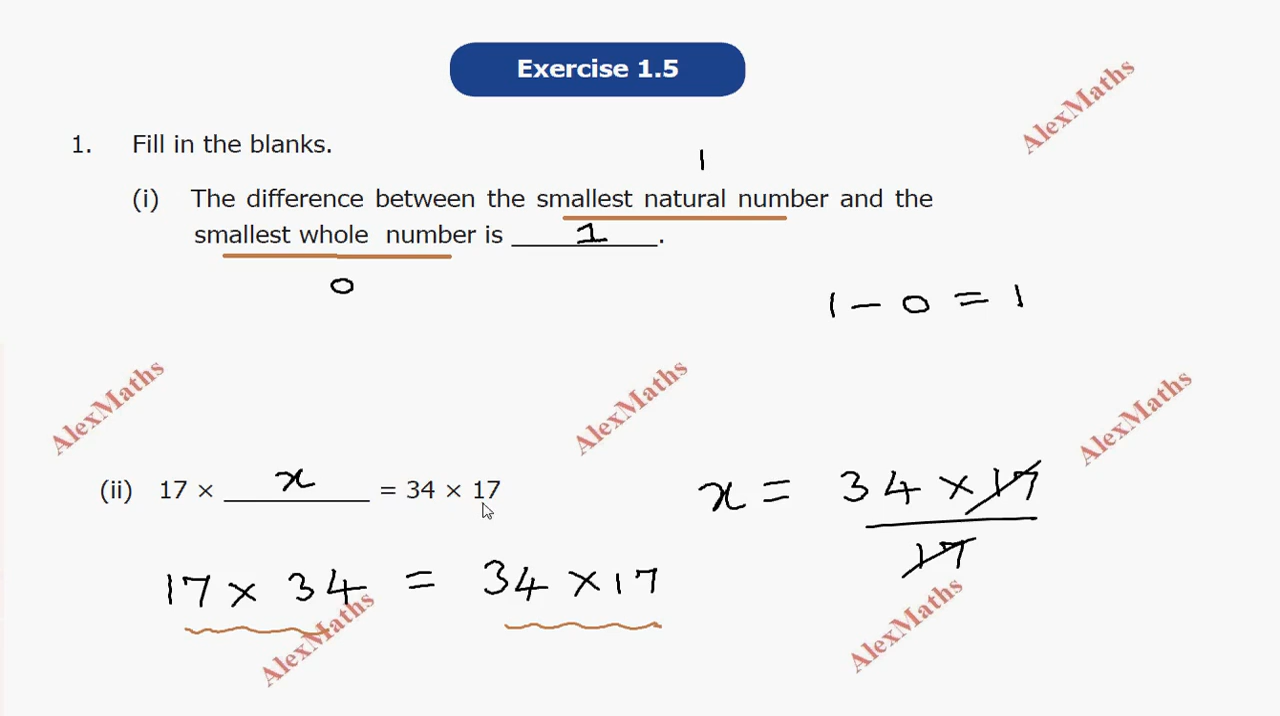 Exercise 1.5
AlexMaths
1. Fill in the blanks.
1
(i) The difference between the smallest natural number and the
smallest whole number is 1.
0
1 - 0 = 1
AlexMaths
AlexMaths
AlexMaths
(ii) 17 × x = 34 × 17
x = 34 × 17
17
17 × 34 = 34 × 17
AlexMaths
AlexMaths